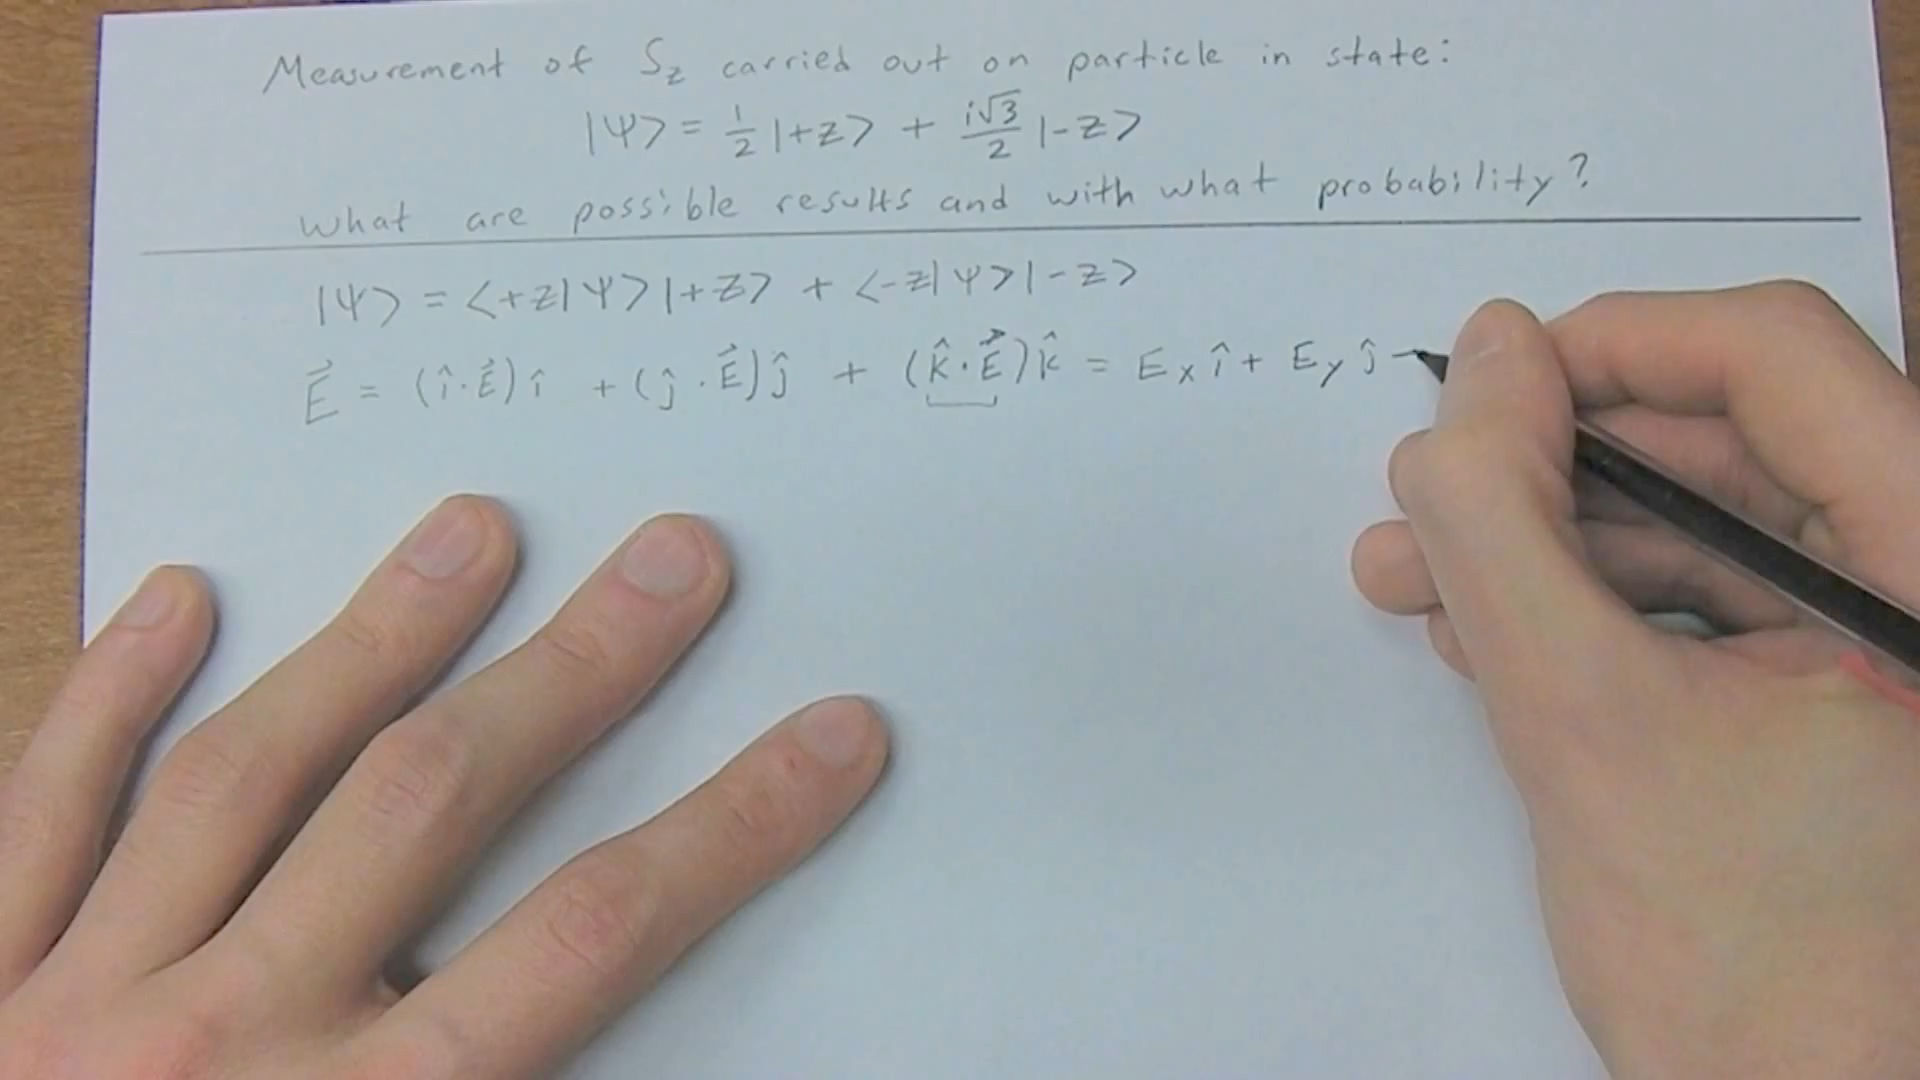 Measurement of S_z carried out on particle in state:
|Ψ> = 1/2 |+z> + i√3/2 |-z>
what are possible results and with what probability?
|Ψ> = <+z|Ψ>|+z> + <-z|Ψ>|-z>
E⃗ = (î·E⃗)î + (ĵ·E⃗)ĵ + (k̂·E⃗)k̂ = E_x î + E_y ĵ -